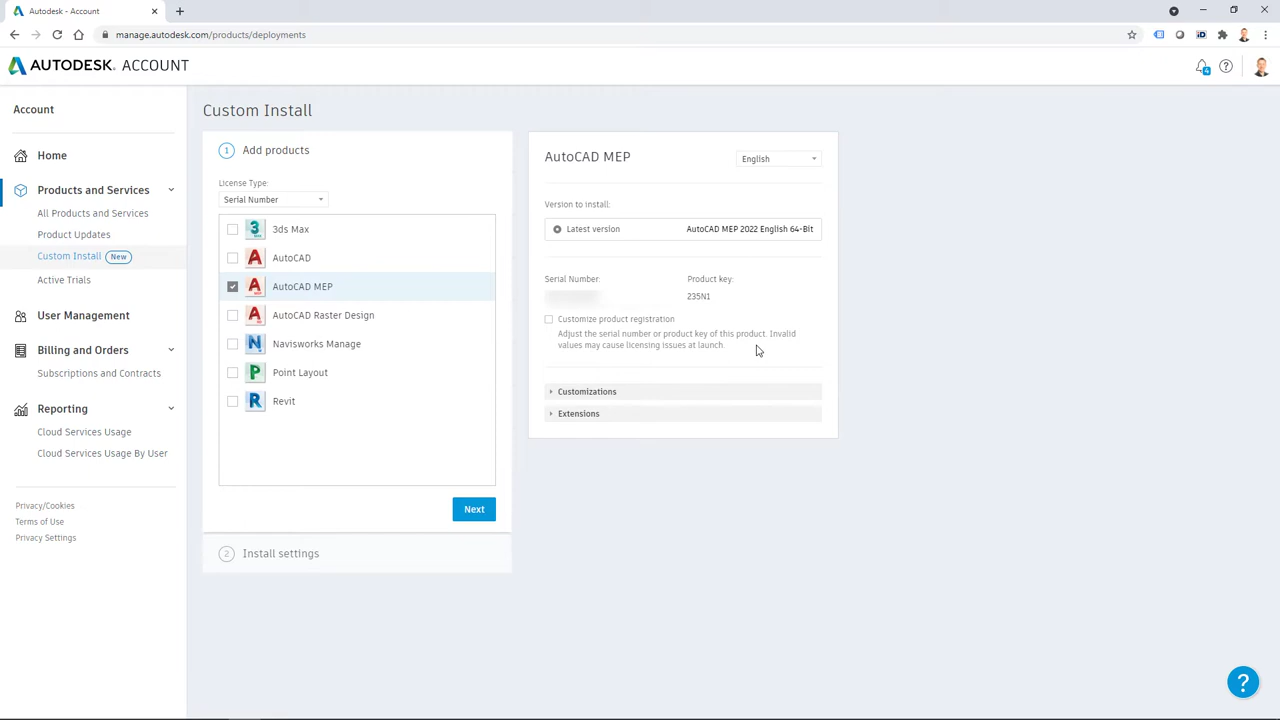 Autodesk - Account
manage.autodesk.com/products/deployments
AUTODESK. ACCOUNT
4
Account
Home
Products and Services
All Products and Services
Product Updates
Custom Install New
Active Trials
User Management
Billing and Orders
Subscriptions and Contracts
Reporting
Cloud Services Usage
Cloud Services Usage By User
Privacy/Cookies
Terms of Use
Privacy Settings
Custom Install
1 Add products
License Type:
Serial Number
3ds Max
AutoCAD
AutoCAD MEP
AutoCAD Raster Design
Navisworks Manage
Point Layout
Revit
Next
2 Install settings
AutoCAD MEP
English
Version to install:
Latest version AutoCAD MEP 2022 English 64-Bit
Serial Number: Product key:
235N1
Customize product registration
Adjust the serial number or product key of this product. Invalid
values may cause licensing issues at launch.
Customizations
Extensions
?